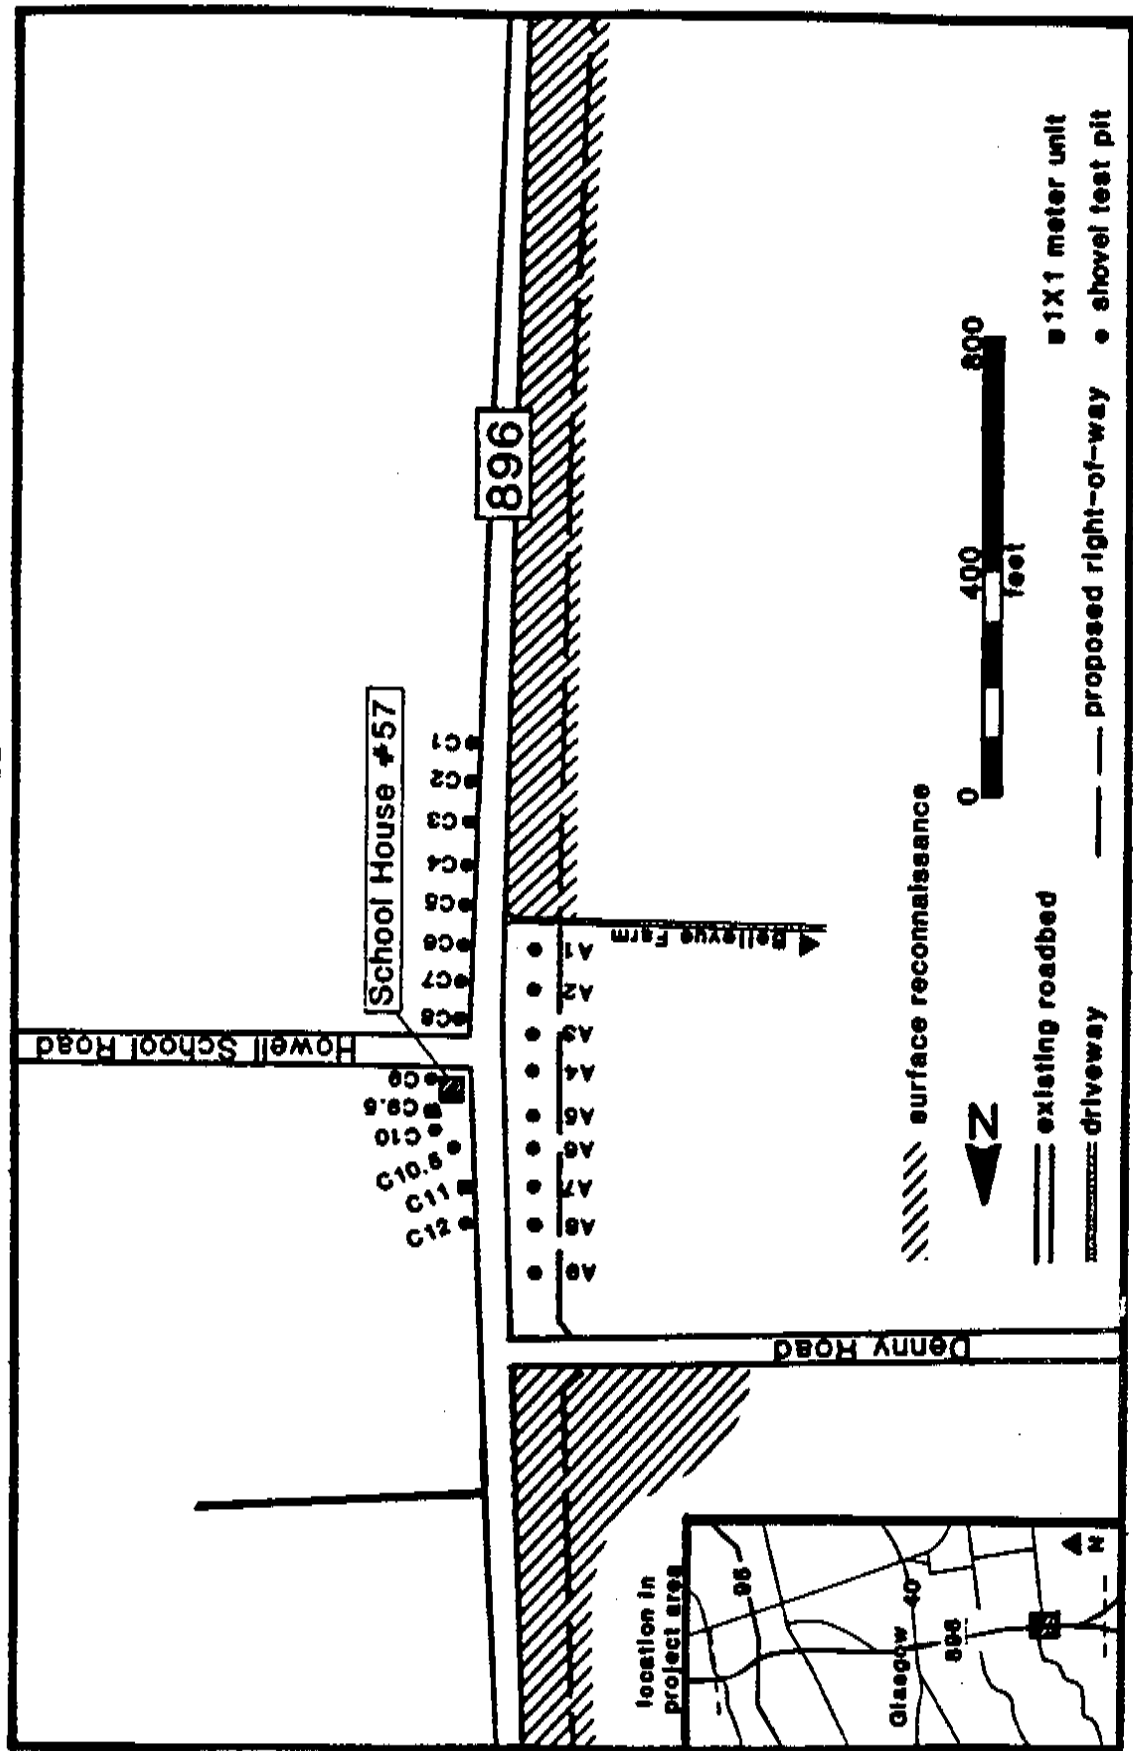 896
School House #57
Howell School Road
C1
C2
C3
C4
C5
C6
C7
C8
C9
C9.5
C10
C10.5
C11
C12
A1
A2
A3
A4
A5
A6
A7
A8
A9
Bellevue Farm
Denny Road
surface reconnaissance
N
existing roadbed
driveway
0
400
800
feet
proposed right-of-way
1X1 meter unit
shovel test pit
location in
project area
95
40
Glasgow
896
N